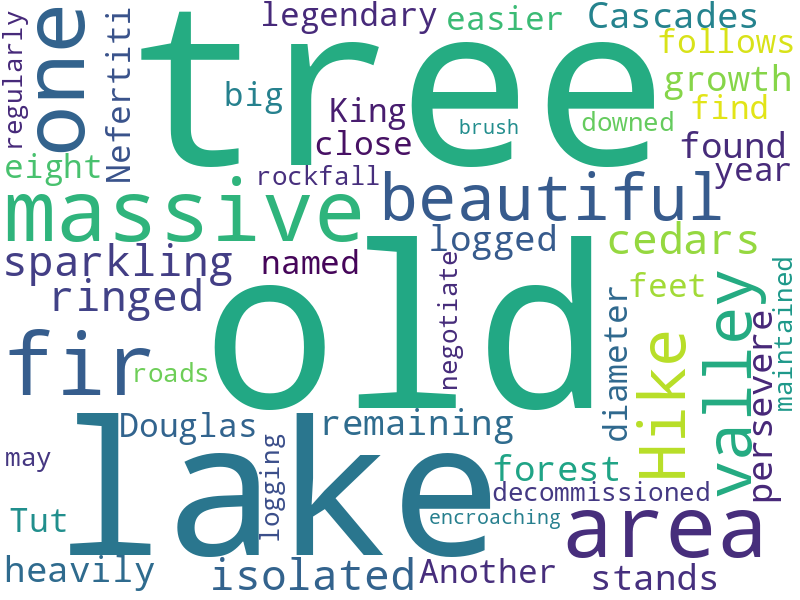 regularly
one
Nefertiti
legendary
easier
Cascades
tree
follows
growth
big
King
brush
downed
find
close
found
eight
rockfall
year
massive
beautiful
logged
cedars
sparkling
named
ringed
old
negotiate
feet
valley
maintained
diameter
Hike
persevere
fir
roads
lake
Douglas
remaining
may
logging
forest
decommissioned
Tut
encroaching
area
heavily
isolated
Another
stands